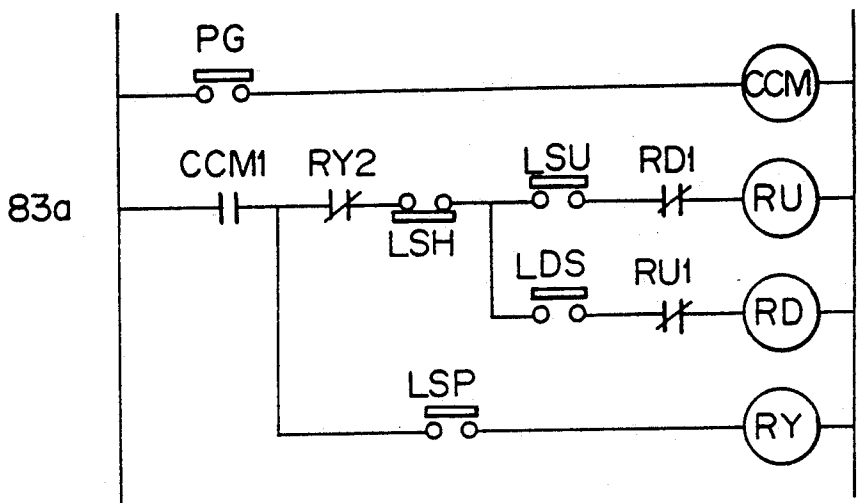 PG
CCM
CCM1 RY2 LSU RD1
83a RU
LSH
LDS RU1
RD
LSP
RY